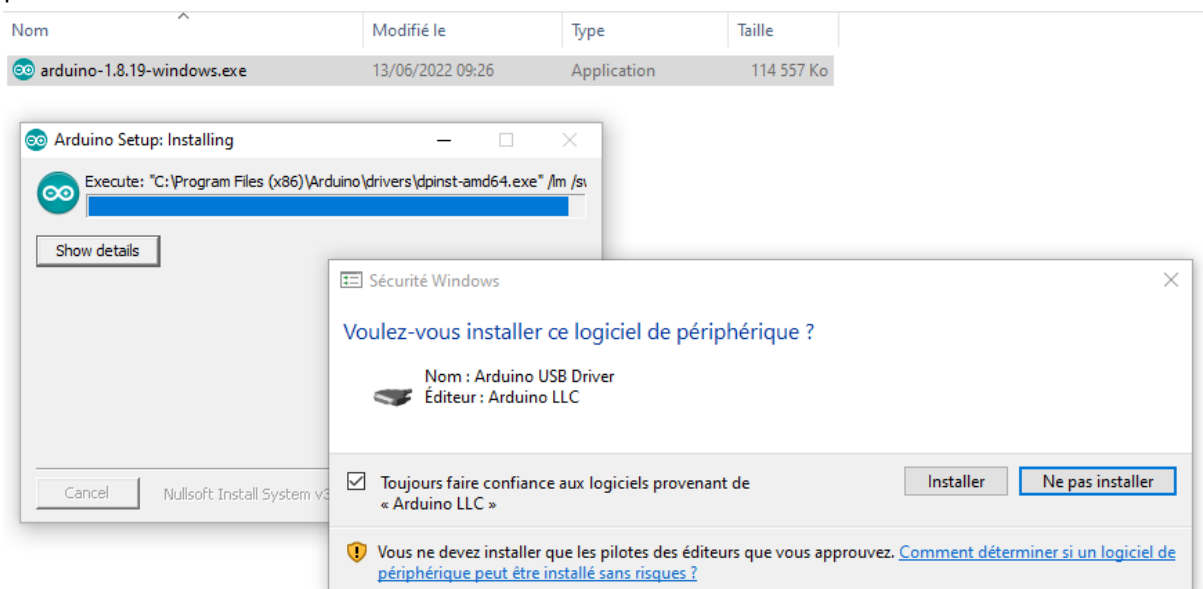 Nom Modifié le Type Taille
arduino-1.8.19-windows.exe 13/06/2022 09:26 Application 114 557 Ko
Arduino Setup: Installing
Execute: "C:\Program Files (x86)\Arduino\drivers\dpinst-amd64.exe" /lm /sw
Show details
Cancel Nullsoft Install System v3
Sécurité Windows
Voulez-vous installer ce logiciel de périphérique ?
Nom : Arduino USB Driver
Éditeur : Arduino LLC
Toujours faire confiance aux logiciels provenant de
« Arduino LLC »
Installer Ne pas installer
Vous ne devez installer que les pilotes des éditeurs que vous approuvez. Comment déterminer si un logiciel de
périphérique peut être installé sans risques ?